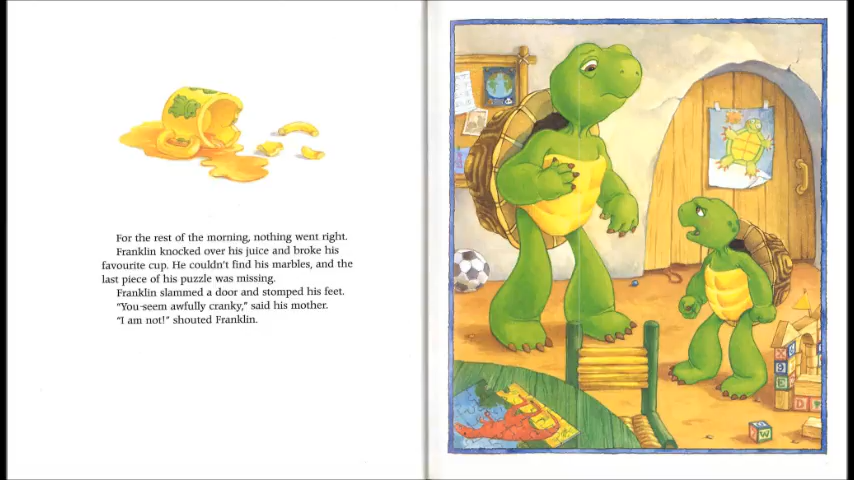 For the rest of the morning, nothing went right.
Franklin knocked over his juice and broke his
favourite cup. He couldn't find his marbles, and the
last piece of his puzzle was missing.
Franklin slammed a door and stomped his feet.
"You seem awfully cranky," said his mother.
"I am not!" shouted Franklin.
W